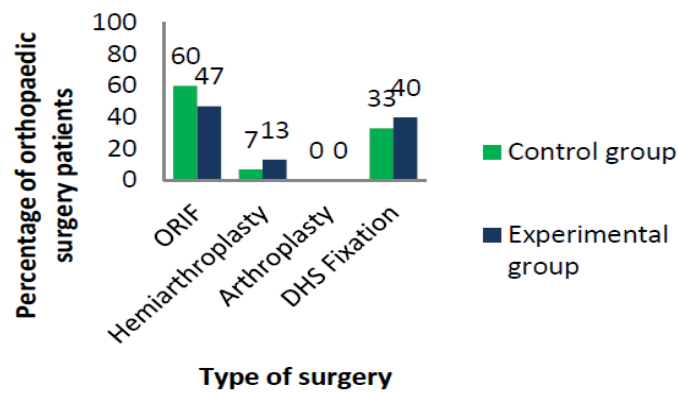 Percentage of orthopaedic
surgery patients
100
80
60
40
20
0
60
47
7
13
0
0
33
40
ORIF
Hemiarthroplasty
Arthroplasty
DHS Fixation
Type of surgery
Control group
Experimental
group